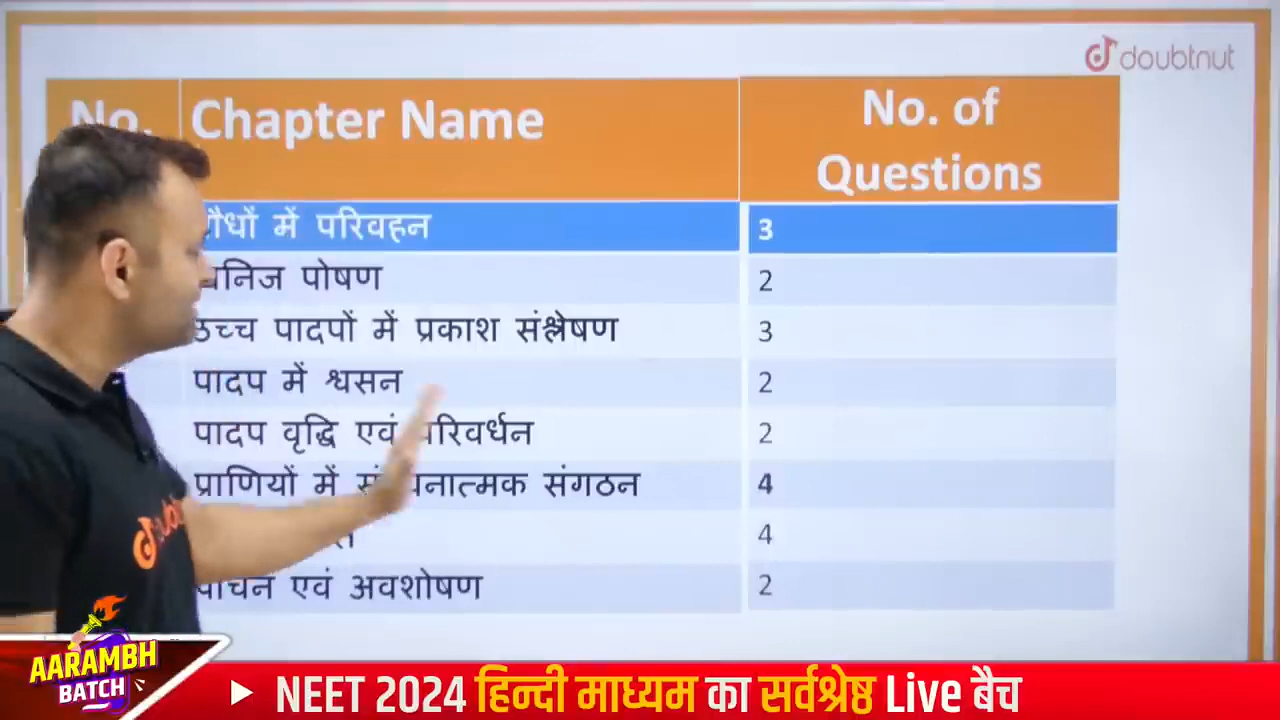 doubtnut
No. Chapter Name No. of
Questions
पौधों में परिवहन 3
खनिज पोषण 2
उच्च पादपों में प्रकाश संश्लेषण 3
पादप में श्वसन 2
पादप वृद्धि एवं परिवर्धन 2
प्राणियों में संगठन 4
4
पाचन एवं अवशोषण 2
AARAMBH
BATCH
NEET 2024 हिन्दी माध्यम का सर्वश्रेष्ठ Live बैच